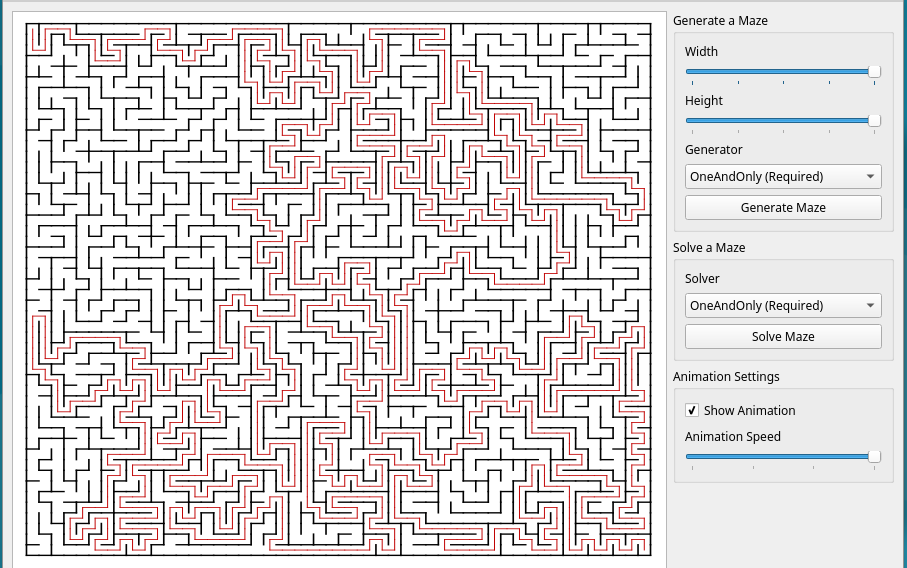 Generate a Maze
Width
Height
Generator
OneAndOnly (Required)
Generate Maze
Solve a Maze
Solver
OneAndOnly (Required)
Solve Maze
Animation Settings
Show Animation
Animation Speed